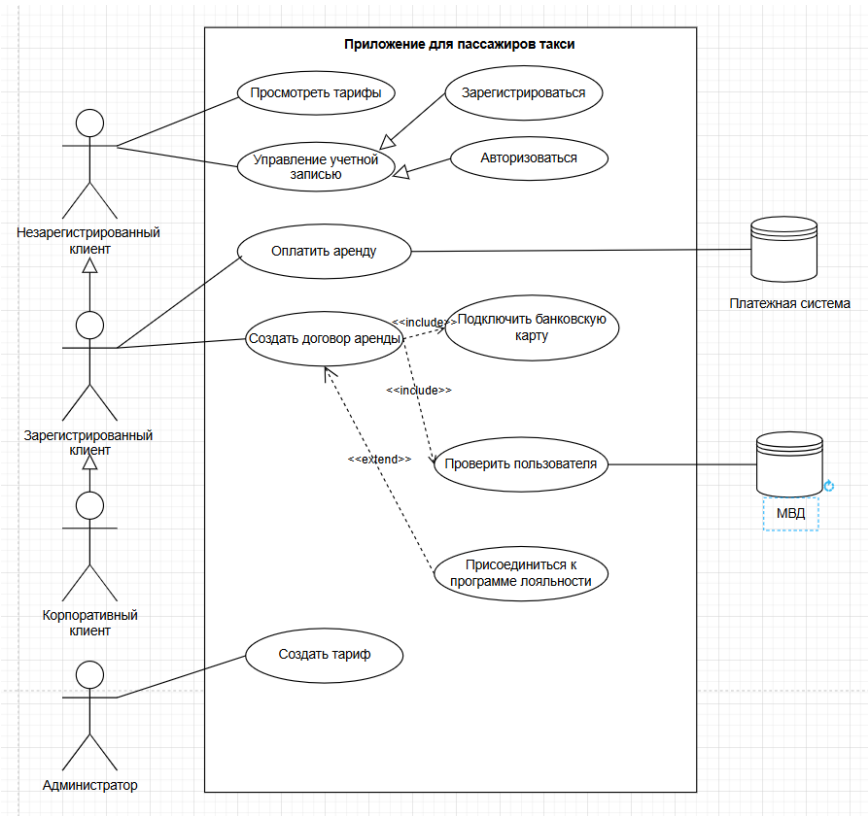 Приложение для пассажиров такси
Просмотреть тарифы
Зарегистрироваться
Управление учетной
записью
Авторизоваться
Незарегистрированный
клиент
Оплатить аренду
Платежная система
Создать договор аренды
<<include>>
Подключить банковскую
карту
<<include>>
Зарегистрированный
клиент
<<extend>>
Проверить пользователя
МВД
Присоединиться к
программе лояльности
Корпоративный
клиент
Создать тариф
Администратор